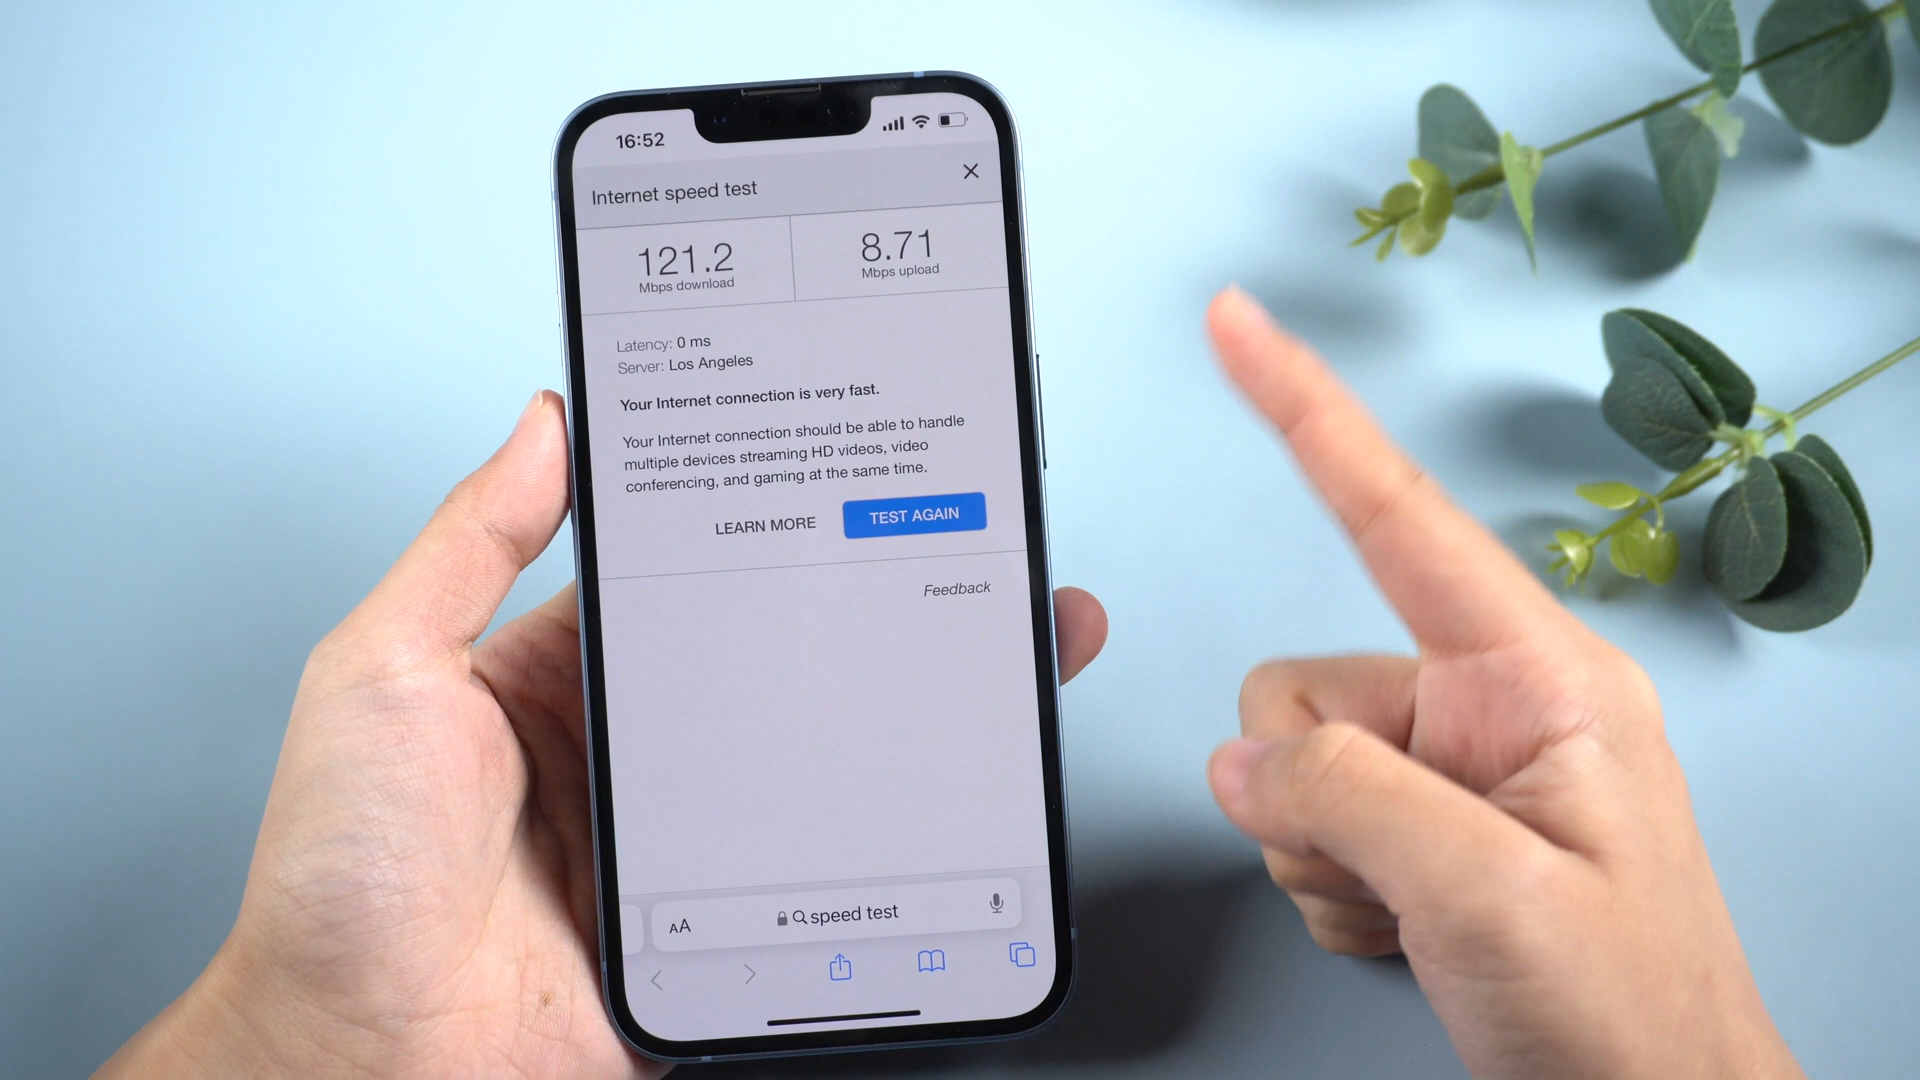 16:52
Internet speed test
121.2
Mbps download
8.71
Mbps upload
Latency: 0 ms
Server: Los Angeles
Your Internet connection is very fast.
Your Internet connection should be able to handle
multiple devices streaming HD videos, video
conferencing, and gaming at the same time.
LEARN MORE
TEST AGAIN
Feedback
AA
speed test